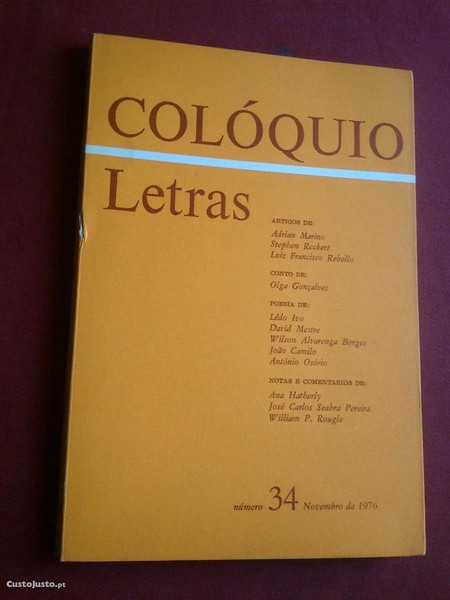 COLÓQUIO
Letras
ARTIGOS DE:
Adrian Marino
Stephen Reckert
Luiz Francisco Rebello
CONTO DE:
Olga Gonçalves
POESIA DE:
Lêdo Ivo
David Mestre
Wilson Alvarenga Borges
João Camilo
António Osório
NOTAS E COMENTÁRIOS DE:
Ana Hatherly
José Carlos Seabra Pereira
William P. Rougle
número 34 Novembro de 1976
CustoJusto.pt